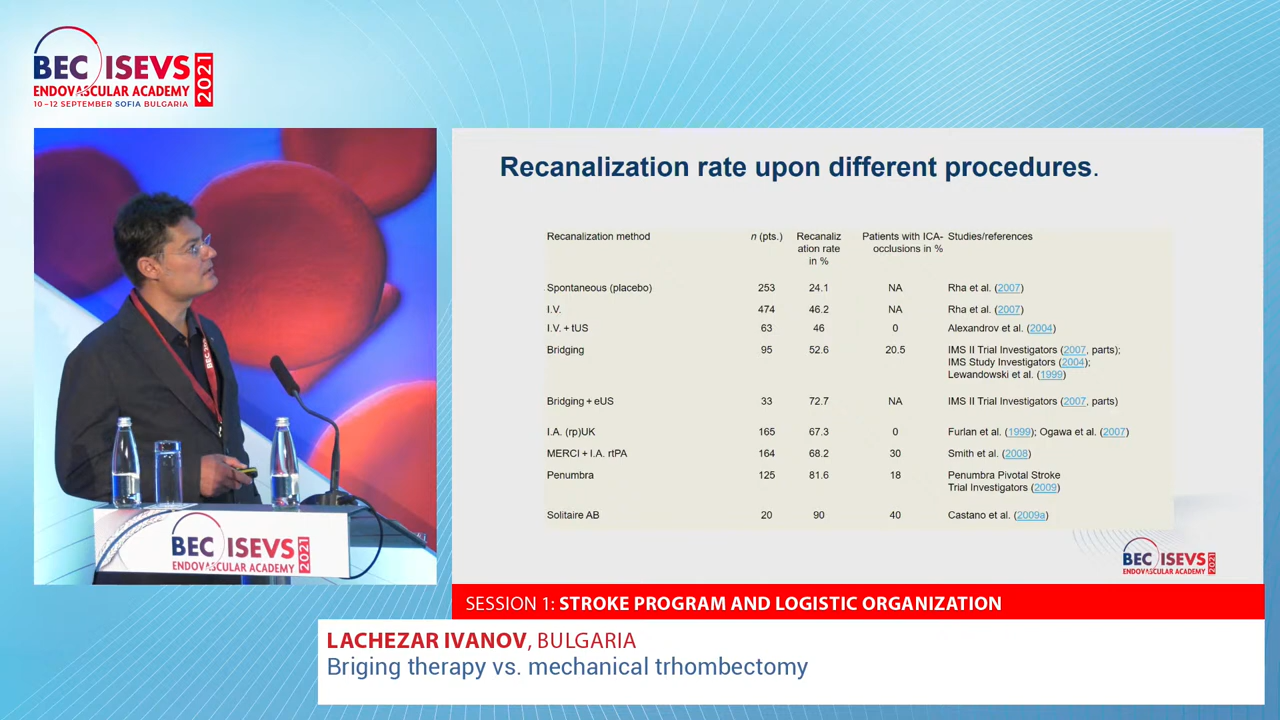 BEC ISEVS 2021
ENDOVASCULAR ACADEMY
10-12 SEPTEMBER SOFIA BULGARIA
Recanalization rate upon different procedures.
Recanalization method n (pts.) Recanaliz ation rate in % Patients with ICA-occlusions in % Studies/references
Spontaneous (placebo) 253 24.1 NA Rha et al. (2007)
I.V. 474 46.2 NA Rha et al. (2007)
I.V. + tUS 63 46 0 Alexandrov et al. (2004)
Bridging 95 52.6 20.5 IMS II Trial Investigators (2007, parts);
IMS Study Investigators (2004);
Lewandowski et al. (1999)
Bridging + eUS 33 72.7 NA IMS II Trial Investigators (2007, parts)
I.A. (rp)UK 165 67.3 0 Furlan et al. (1999); Ogawa et al. (2007)
MERCI + I.A. rtPA 164 68.2 30 Smith et al. (2008)
Penumbra 125 81.6 18 Penumbra Pivotal Stroke
Trial Investigators (2009)
Solitaire AB 20 90 40 Castano et al. (2009a)
BEC ISEVS 2021
ENDOVASCULAR ACADEMY
BEC ISEVS 2021
ENDOVASCULAR ACADEMY
SESSION 1: STROKE PROGRAM AND LOGISTIC ORGANIZATION
LACHEZAR IVANOV, BULGARIA
Briging therapy vs. mechanical trhombectomy